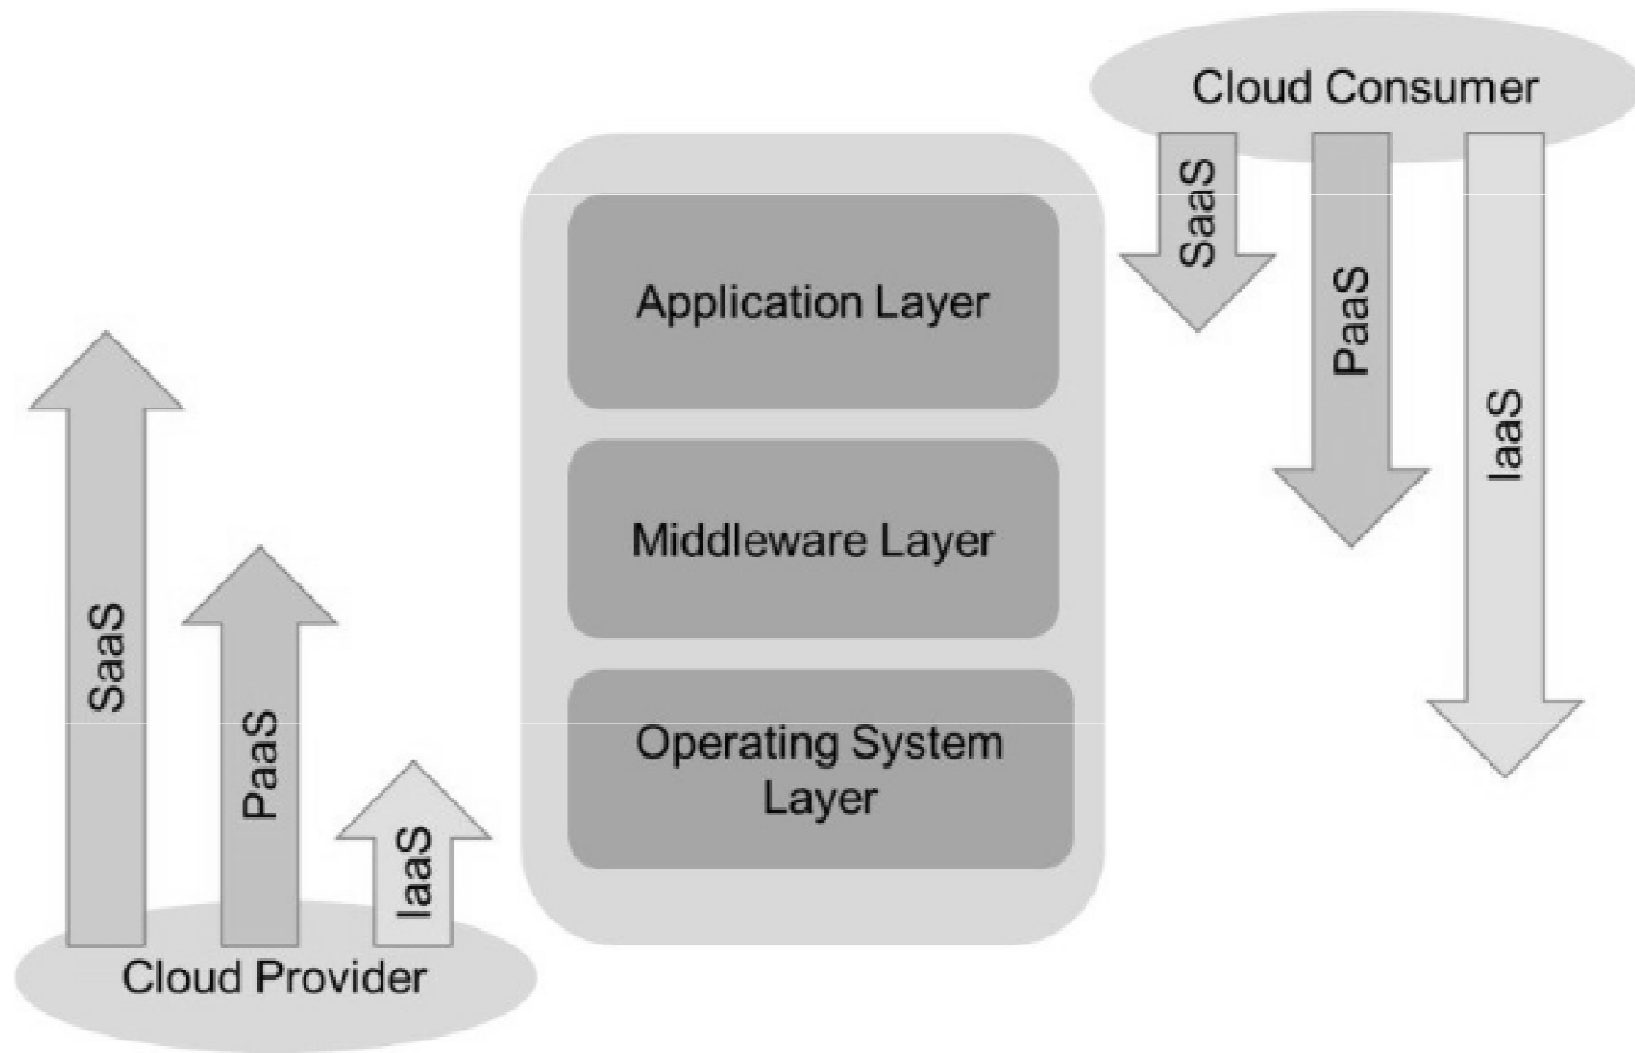 Cloud Consumer
SaaS
PaaS
IaaS
Application Layer
Middleware Layer
Operating System
Layer
SaaS
PaaS
IaaS
Cloud Provider